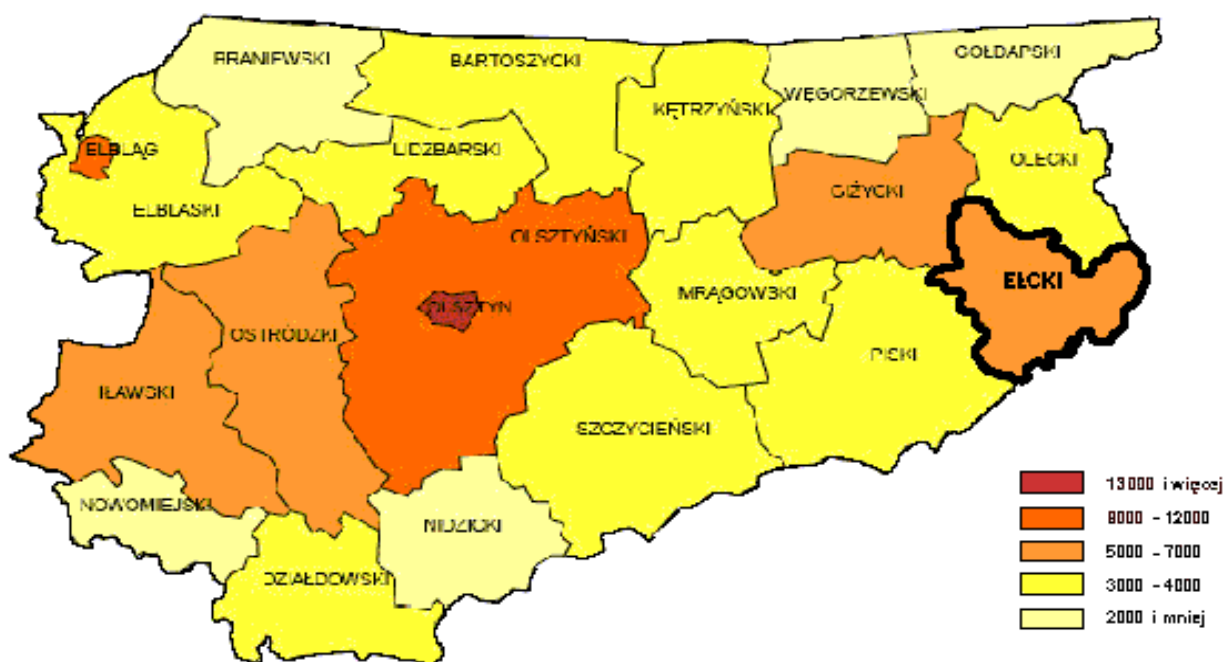 BRANIEWSKI
BARTOSZYCKI
GOŁDAPSKI
WĘGORZEWSKI
KĘTRZYŃSKI
ELBLĄG
LIDZBARSKI
OLECKI
GIŻYCKI
ELBLASKI
OLSZTYŃSKI
EŁCKI
MRĄGOWSKI
OLSZTYN
OSTRÓDZKI
PISKI
IŁAWSKI
SZCZYCIEŃSKI
NOWOMIEJSKI
NIDZICKI
DZIAŁDOWSKI
13000 i więcej
8000 - 12000
5000 - 7000
3000 - 4000
2000 i mniej